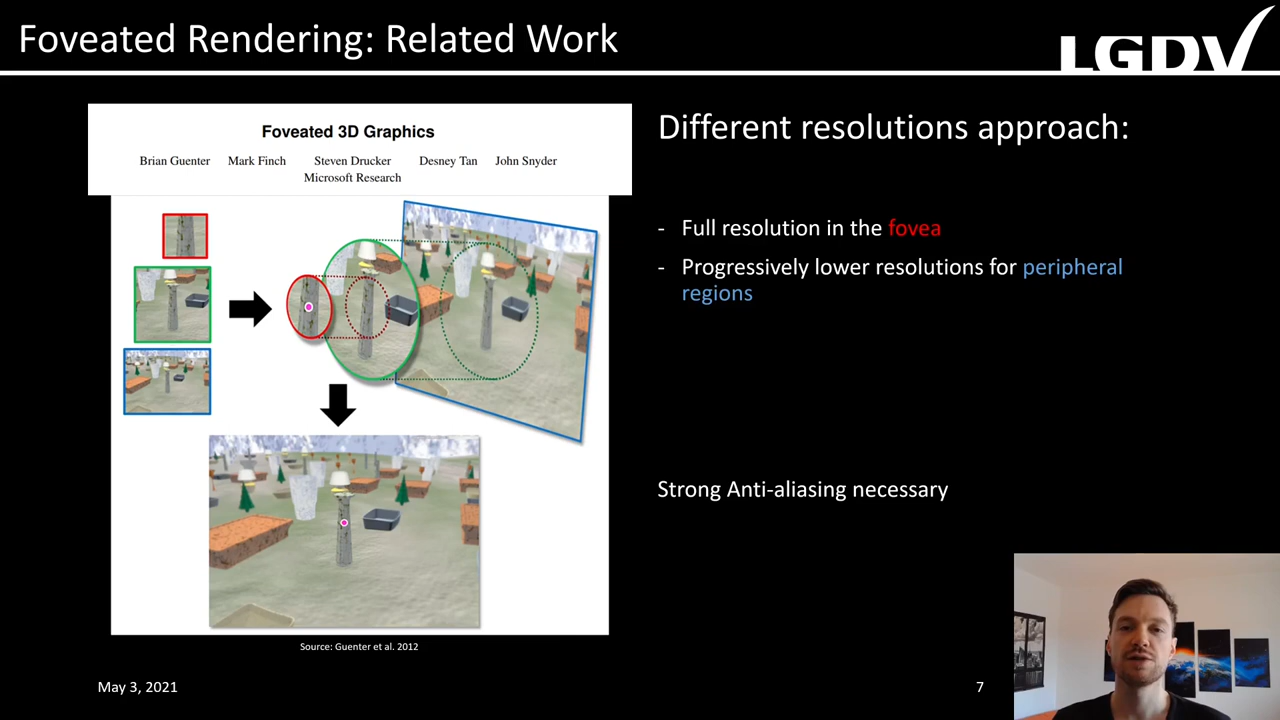 Foveated Rendering: Related Work
LGDV
Foveated 3D Graphics
Brian Guenter Mark Finch Steven Drucker Desney Tan John Snyder
Microsoft Research
Source: Guenter et al. 2012
Different resolutions approach:
- Full resolution in the fovea
- Progressively lower resolutions for peripheral
regions
Strong Anti-aliasing necessary
May 3, 2021
7